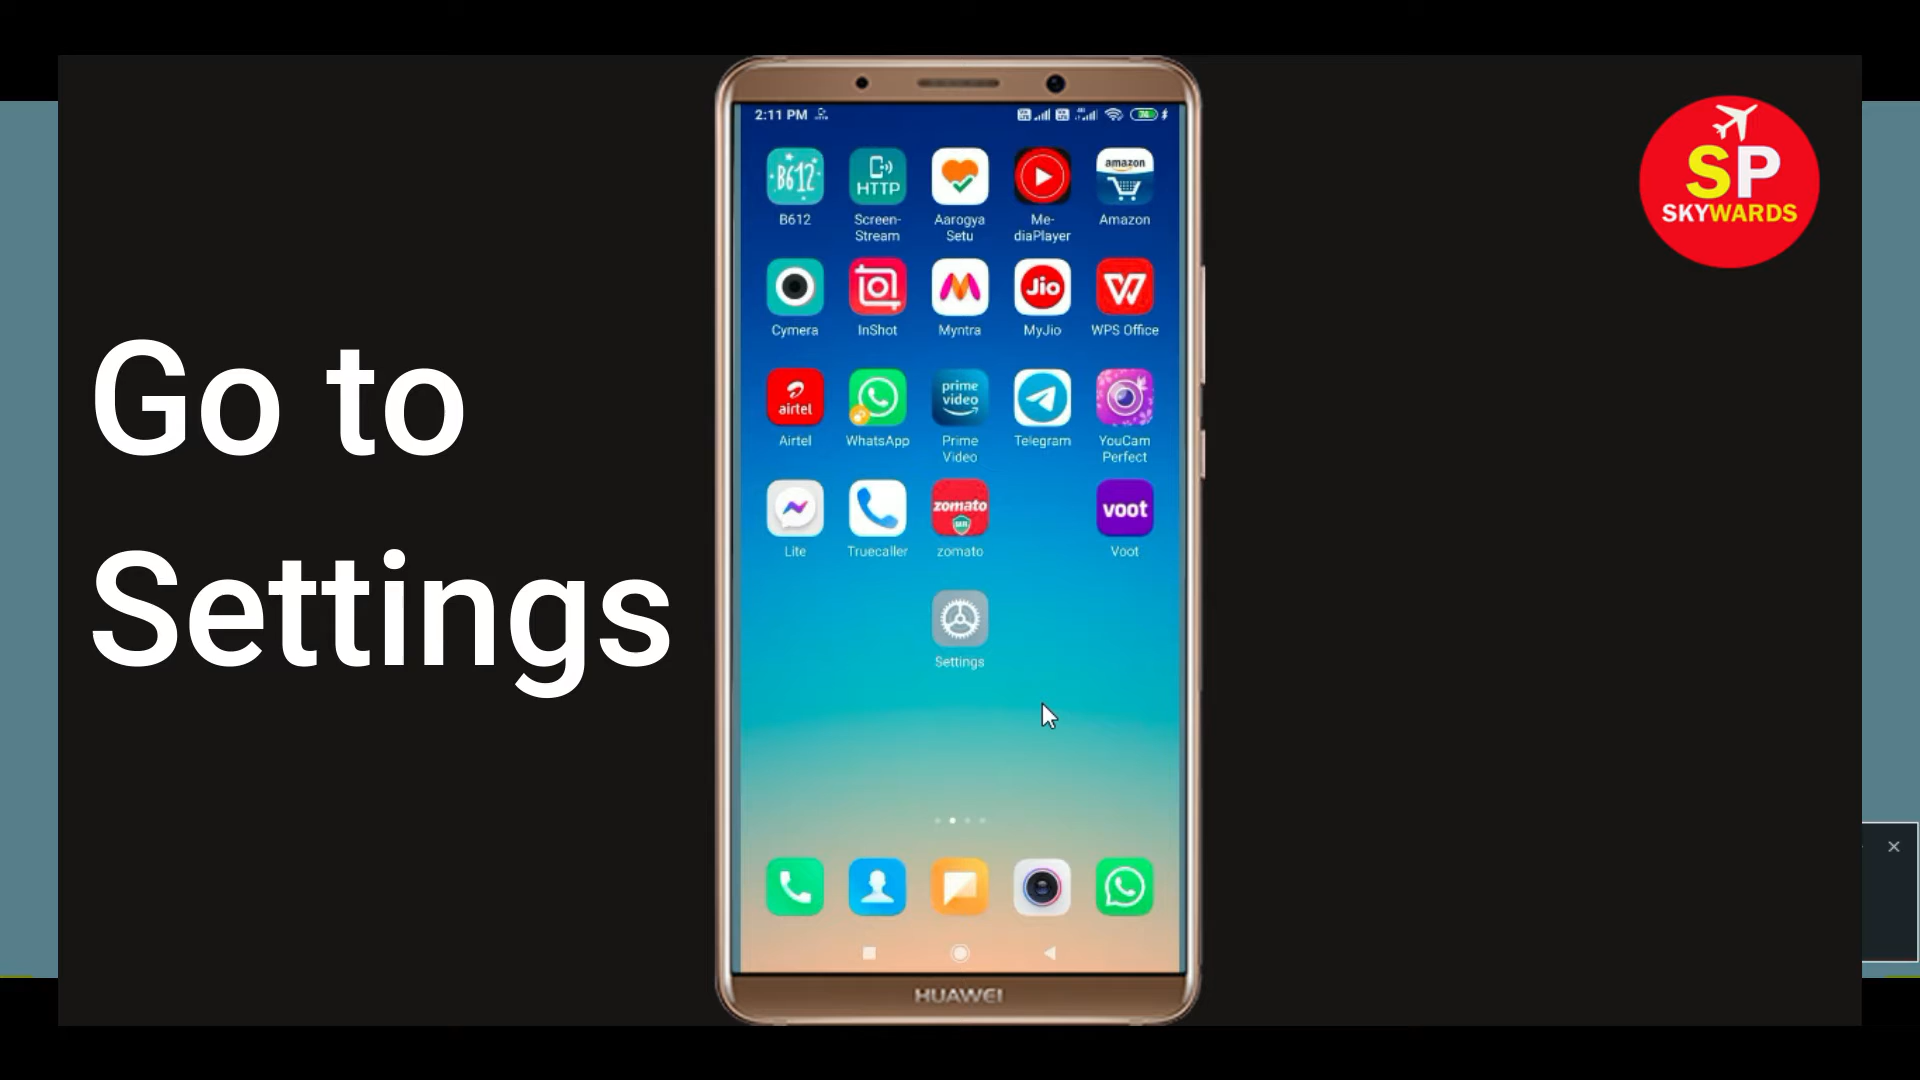 Go to
Settings
2:11 PM
B612
HTTP
amazon
B612
Screen-
Stream
Aarogya
Setu
Me-
diaPlayer
Amazon
Jio
W
Cymera
InShot
Myntra
MyJio
WPS Office
airtel
prime
video
Airtel
WhatsApp
Prime
Video
Telegram
YouCam
Perfect
zomato
voot
Lite
Truecaller
zomato
Voot
Settings
HUAWEI
SP
SKYWARDS